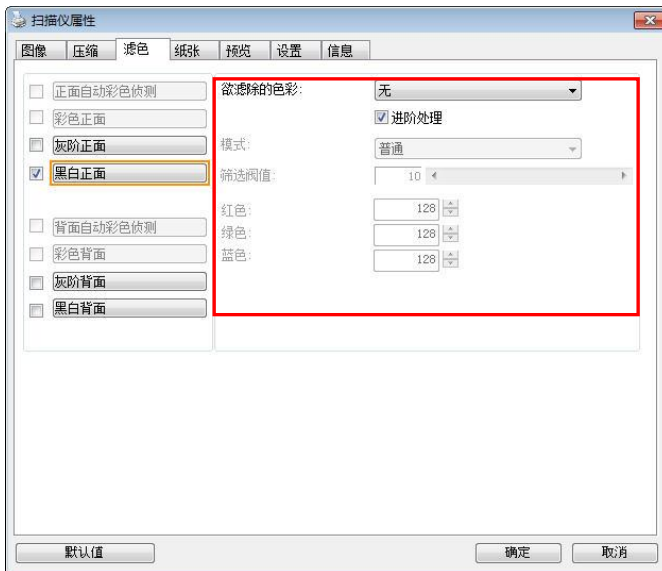 扫描仪属性
图像 压缩 滤色 纸张 预览 设置 信息
正面自动彩色侦测
彩色正面
灰阶正面
黑白正面
背面自动彩色侦测
彩色背面
灰阶背面
黑白背面
欲滤除的色彩: 无
进阶处理
模式: 普通
筛选阀值: 10
红色: 128
绿色: 128
蓝色: 128
默认值 确定 取消